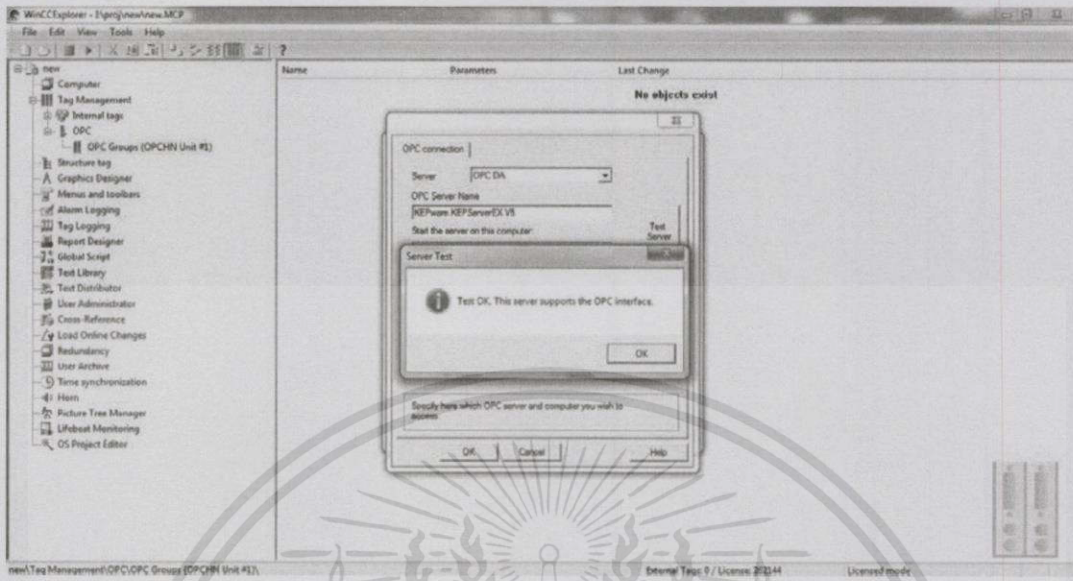 WinCCExplorer - I:\proj\new\new.MCP
File Edit View Tools Help
new
Computer
Tag Management
Internal tags
OPC
OPC Groups (OPCHN Unit #1)
Structure tag
Graphics Designer
Menus and toolbars
Alarm Logging
Tag Logging
Report Designer
Global Script
Text Library
Text Distributor
User Administrator
Cross-Reference
Load Online Changes
Redundancy
User Archive
Time synchronization
Horn
Picture Tree Manager
Lifebeat Monitoring
OS Project Editor
Name Parameters Last Change
No objects exist
OPC connection
Server OPC DA
OPC Server Name
KEPware.KEPServerEX.V5
Start the server on this computer:
Test Server
Server Test
Test OK. This server supports the OPC interface.
OK
Specify here which OPC server and computer you wish to
access
OK Cancel Help
new\Tag Management\OPC\OPC Groups (OPCHN Unit #1)\ External Tags: 0 / License: 262144 Licensed mode